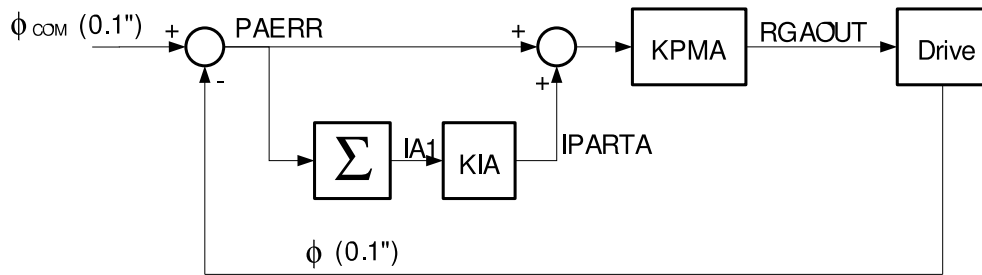 ϕ COM (0.1")
+
PAERR
-
+
+
KPMA
RGAOUT
Drive
Σ
IA1
KIA
IPARTA
ϕ (0.1")